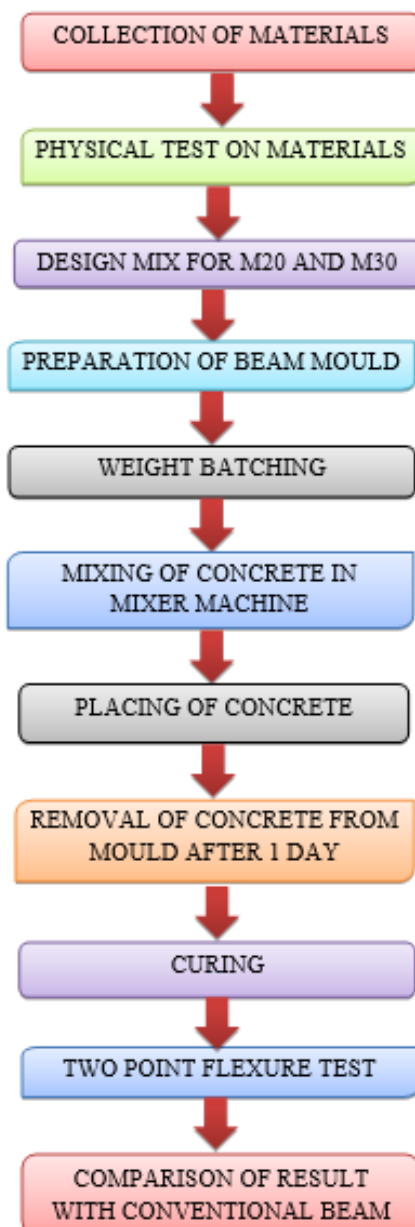 COLLECTION OF MATERIALS
PHYSICAL TEST ON MATERIALS
DESIGN MIX FOR M20 AND M30
PREPARATION OF BEAM MOULD
WEIGHT BATCHING
MIXING OF CONCRETE IN
MIXER MACHINE
PLACING OF CONCRETE
REMOVAL OF CONCRETE FROM
MOULD AFTER 1 DAY
CURING
TWO POINT FLEXURE TEST
COMPARISON OF RESULT
WITH CONVENTIONAL BEAM